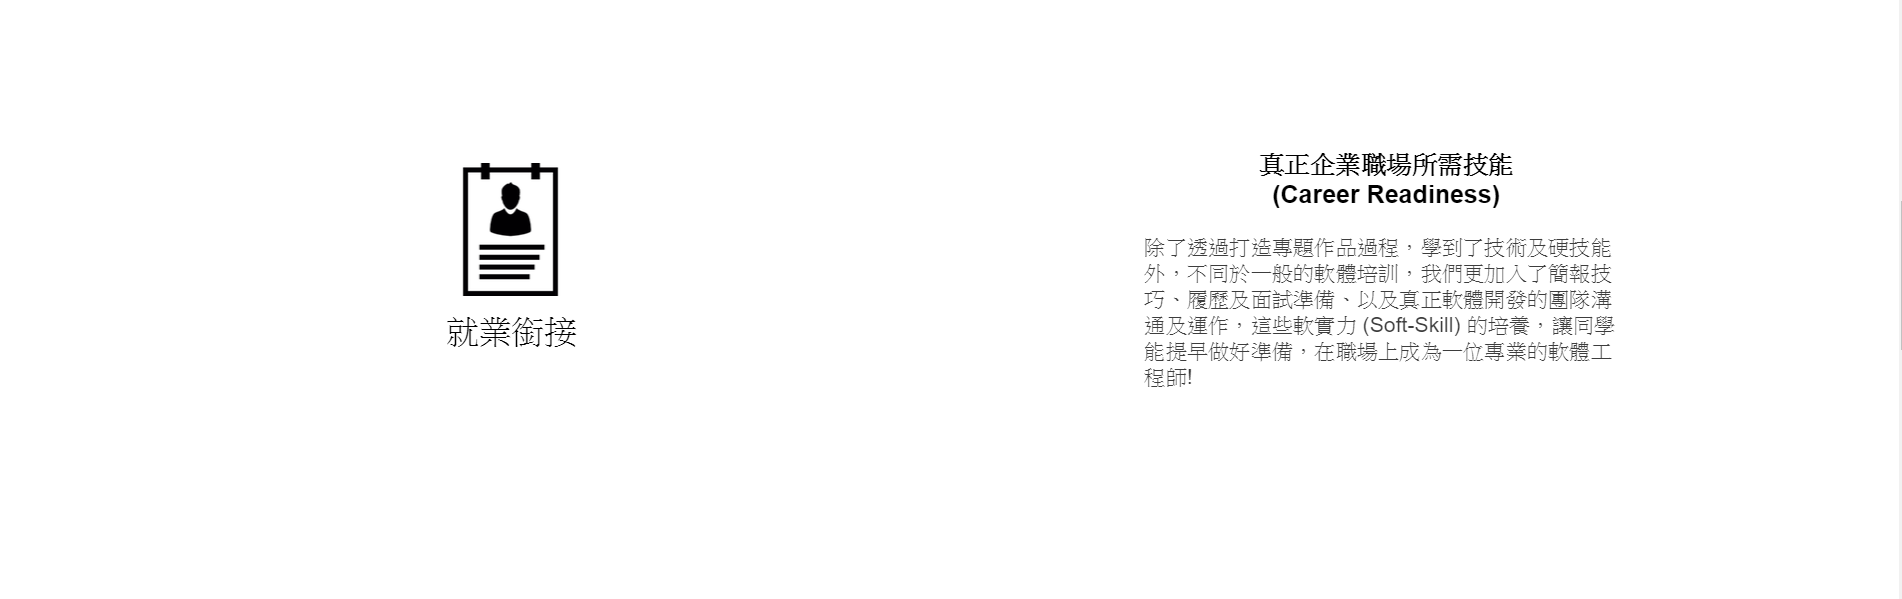 就業銜接
真正企業職場所需技能
(Career Readiness)
除了透過打造專題作品過程，學到了技術及硬技能
外，不同於一般的軟體培訓，我們更加入了簡報技
巧、履歷及面試準備、以及真正軟體開發的團隊溝
通及運作，這些軟實力 (Soft-Skill) 的培養，讓同學
能提早做好準備，在職場上成為一位專業的軟體工
程師!